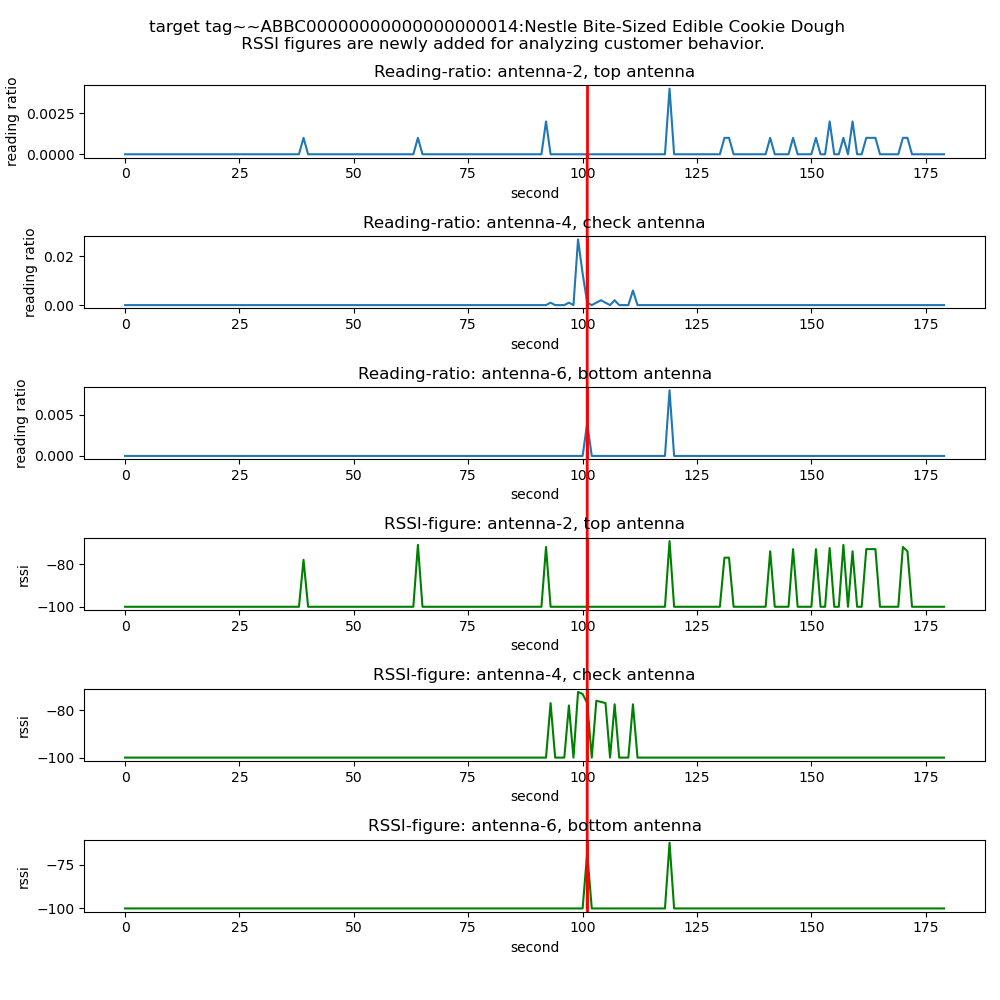 target tag~~ABBC00000000000000000014:Nestle Bite-Sized Edible Cookie Dough
RSSI figures are newly added for analyzing customer behavior.
Reading-ratio: antenna-2, top antenna
reading ratio
0.0025
0.0000
0 25 50 75 100 125 150 175
second
Reading-ratio: antenna-4, check antenna
reading ratio
0.02
0.00
0 25 50 75 100 125 150 175
second
Reading-ratio: antenna-6, bottom antenna
reading ratio
0.005
0.000
0 25 50 75 100 125 150 175
second
RSSI-figure: antenna-2, top antenna
rssi
−80
−100
0 25 50 75 100 125 150 175
second
RSSI-figure: antenna-4, check antenna
rssi
−80
−100
0 25 50 75 100 125 150 175
second
RSSI-figure: antenna-6, bottom antenna
rssi
−75
−100
0 25 50 75 100 125 150 175
second